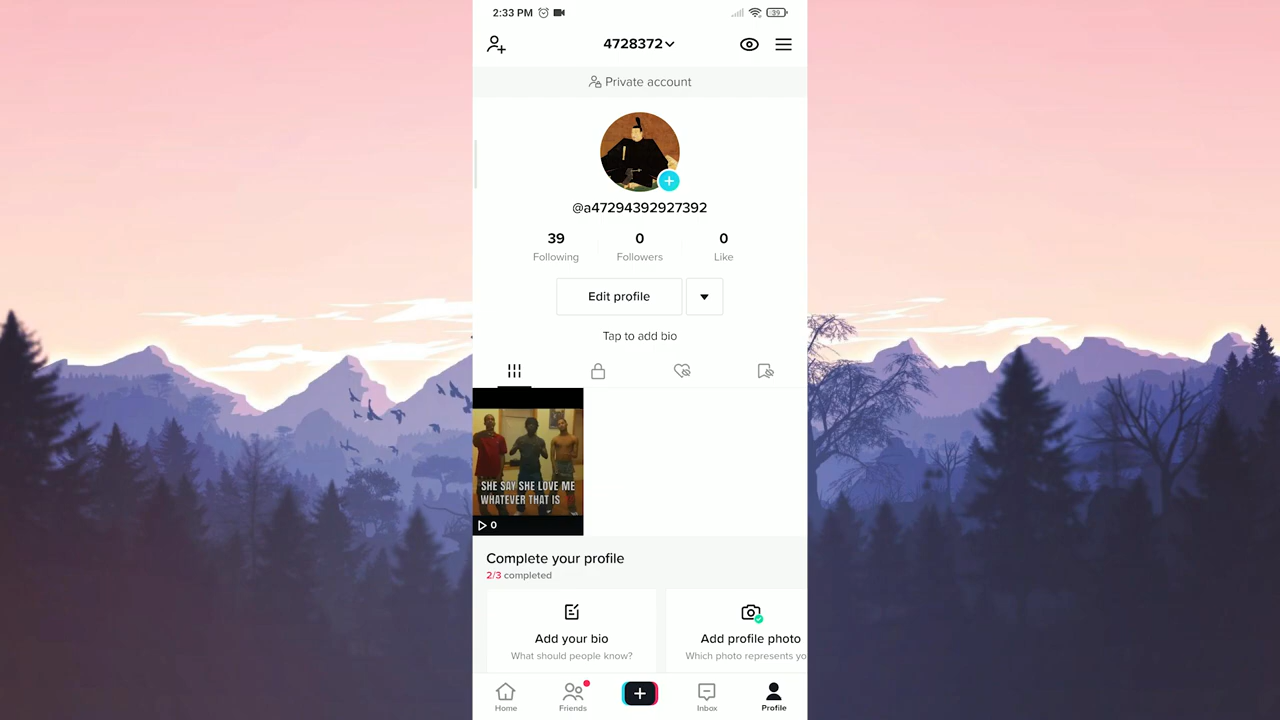 2:33 PM
39
4728372
Private account
@a47294392927392
39
0
0
Following
Followers
Like
Edit profile
Tap to add bio
SHE SAY SHE LOVE ME
WHATEVER THAT IS
0
Complete your profile
2/3 completed
Add your bio
What should people know?
Add profile photo
Which photo represents yo
Home
Friends
Inbox
Profile